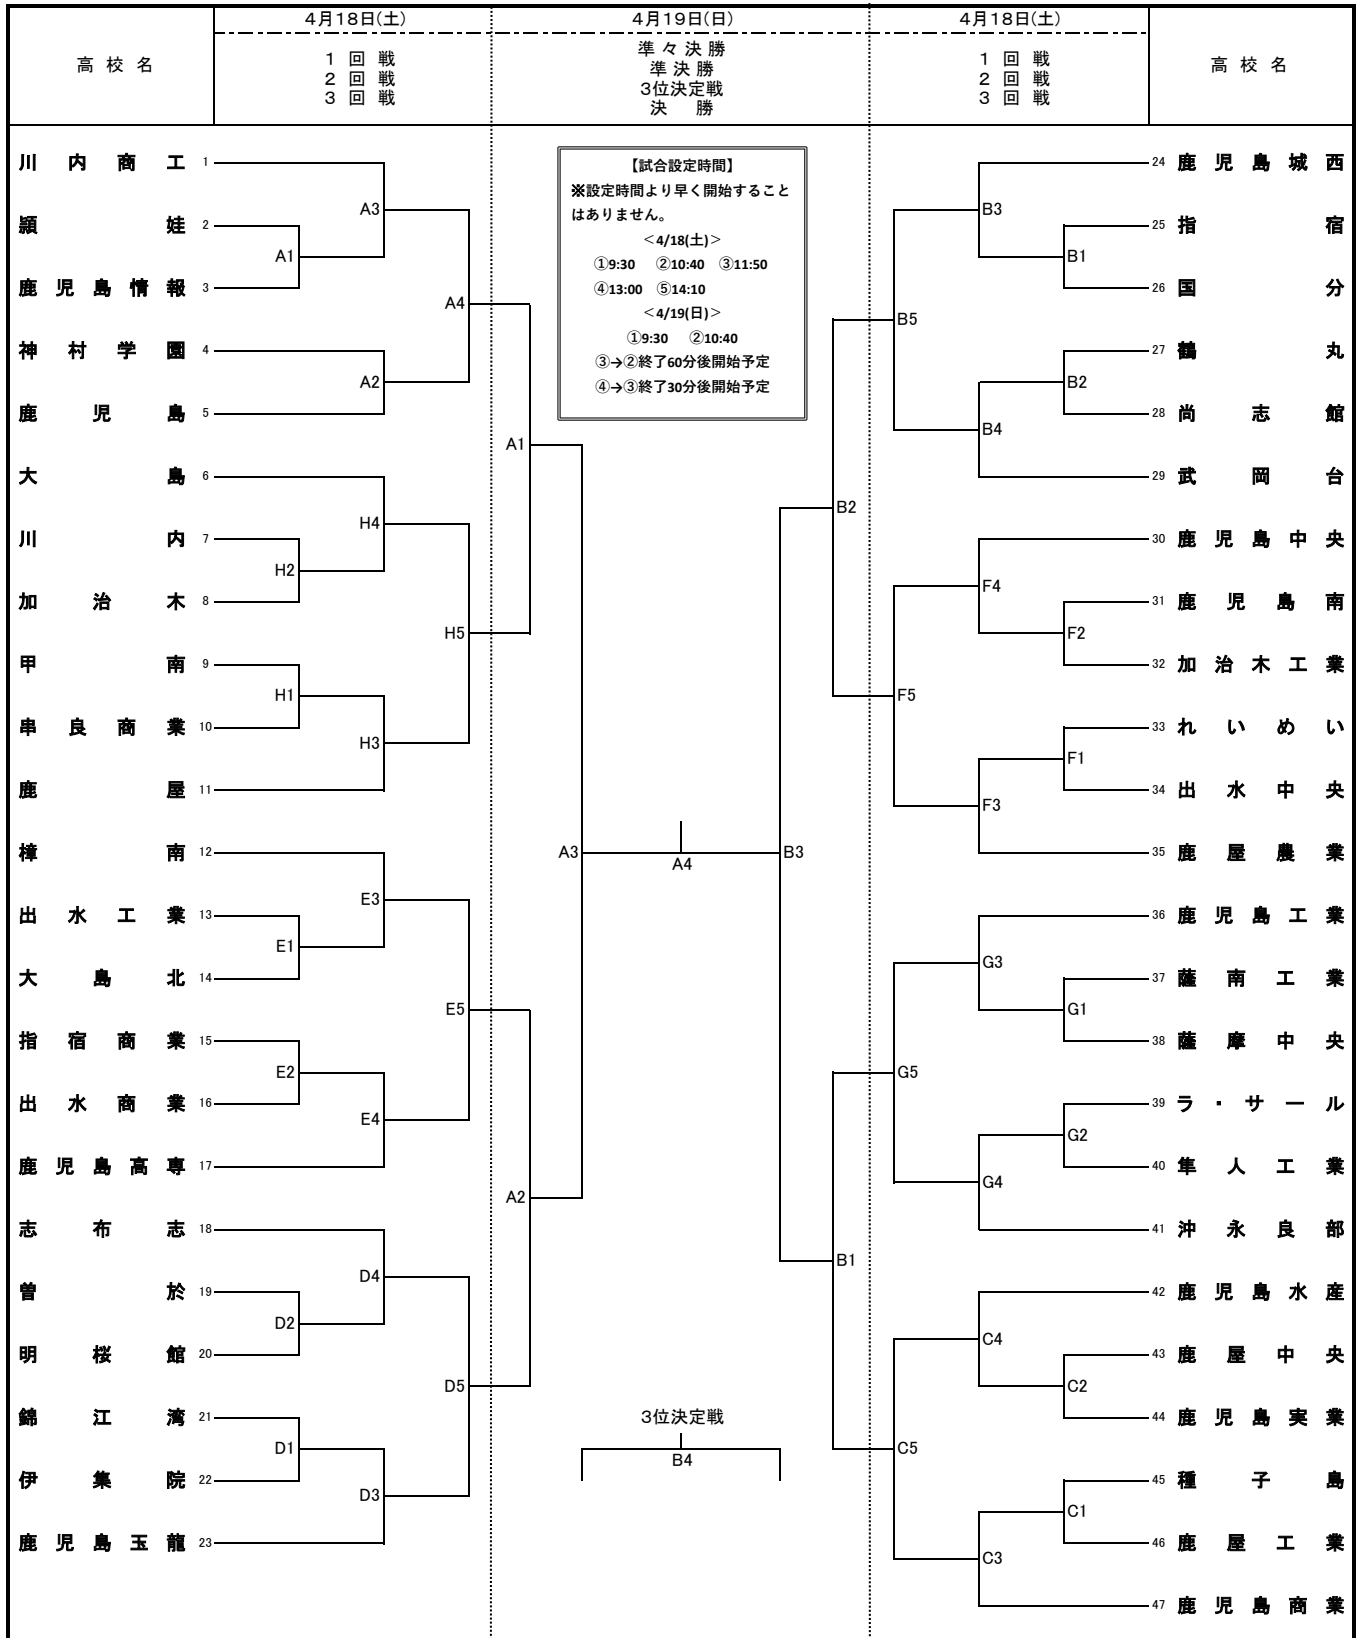 高校名
4月18日(土)
1回戦
2回戦
3回戦
4月19日(日)
準々決勝
準決勝
3位決定戦
決勝
4月18日(土)
1回戦
2回戦
3回戦
高校名
【試合設定時間】
※設定時間より早く開始すること
はありません。
＜4/18(土)＞
①9:30 ②10:40 ③11:50
④13:00 ⑤14:10
＜4/19(日)＞
①9:30 ②10:40
③→②終了60分後開始予定
④→③終了30分後開始予定
川内商工 1
頴娃 2
鹿児島情報 3
神村学園 4
鹿児島 5
大島 6
川内 7
加治木 8
甲南 9
串良商業 10
鹿屋 11
樟南 12
出水工業 13
大島北 14
指宿商業 15
出水商業 16
鹿児島高専 17
志布志 18
曽於 19
明桜館 20
錦江湾 21
伊集院 22
鹿児島玉龍 23
A3
A1
A4
A2
H4
H2
H5
H1
H3
E3
E1
E5
E2
E4
D4
D2
D5
D1
D3
A1
A2
A3
A4
B3
B2
B1
3位決定戦
B4
B3
B1
B5
B2
B4
F4
F2
F5
F1
F3
G3
G1
G5
G2
G4
C4
C2
C5
C1
C3
24 鹿児島城西
25 指宿
26 国分
27 鶴丸
28 尚志館
29 武岡台
30 鹿児島中央
31 鹿児島南
32 加治木工業
33 れいめい
34 出水中央
35 鹿屋農業
36 鹿児島工業
37 薩南工業
38 薩摩中央
39 ラ・サール
40 隼人工業
41 沖永良部
42 鹿児島水産
43 鹿屋中央
44 鹿児島実業
45 種子島
46 鹿屋工業
47 鹿児島商業